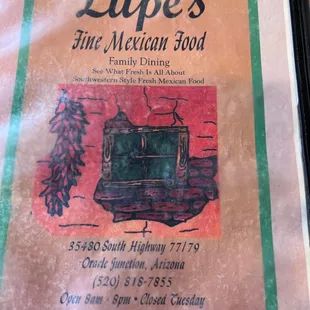 Lupe's
Fine Mexican Food
Family Dining
See What Fresh Is All About
Southwestern Style Fresh Mexican Food
35480 South Highway 77/79
Oracle Junction, Arizona
(520) 818-7855
Open 8am - 8pm • Closed Tuesday